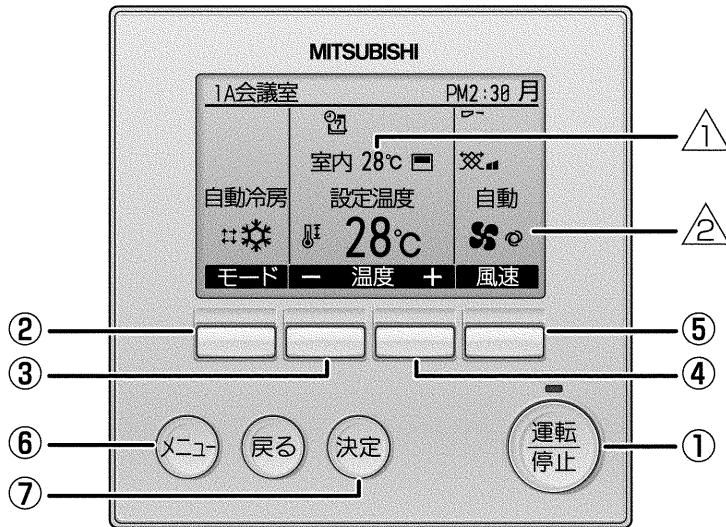 MITSUBISHI
1A会議室 PM2:30 月
室内 28℃
自動冷房 設定温度 自動
28℃
モード － 温度 ＋ 風速
1
2
②
③
④
⑤
⑥
⑦
①
メニュー 戻る 決定
運転
停止